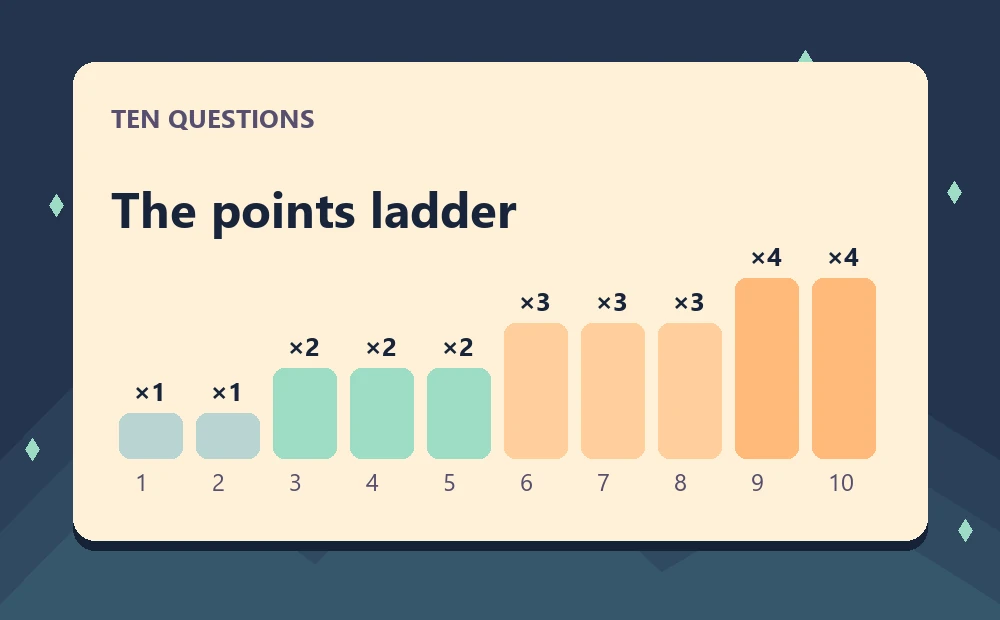 TEN QUESTIONS
The points ladder
×4 ×4
×3 ×3 ×3
×2 ×2 ×2
×1 ×1
1 2 3 4 5 6 7 8 9 10